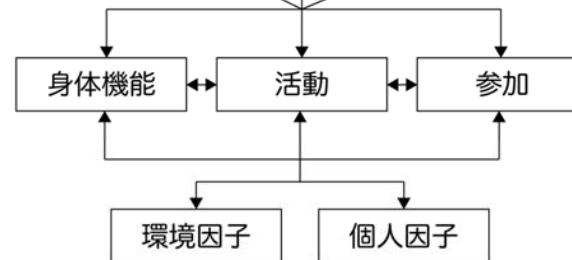 身体機能
活動
参加
環境因子
個人因子